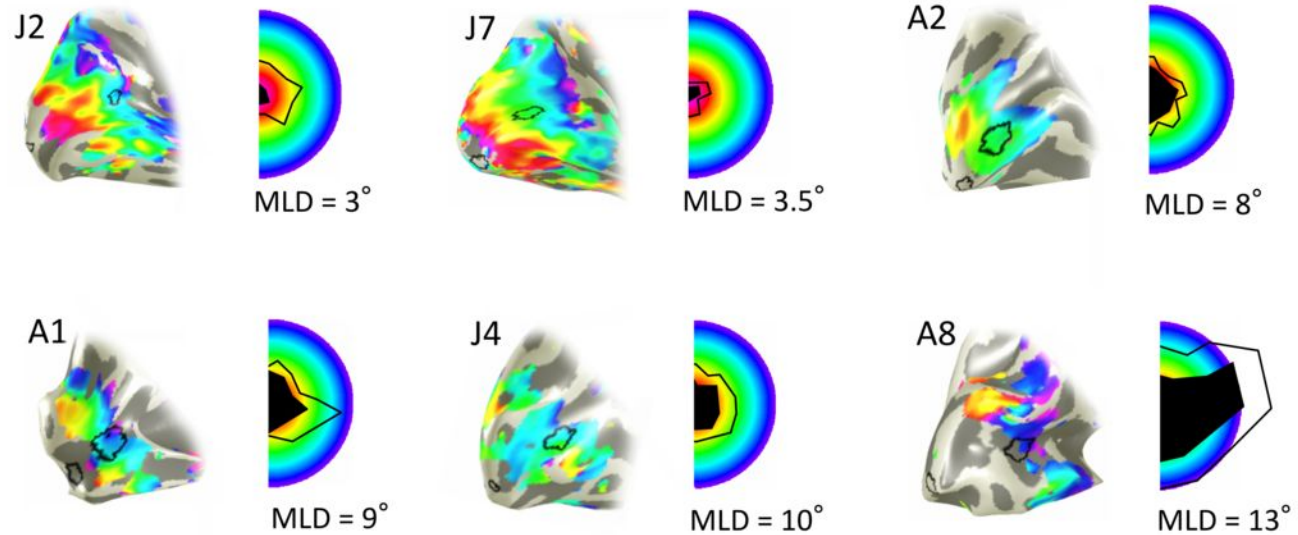 J2
MLD = 3°
J7
MLD = 3.5°
A2
MLD = 8°
A1
MLD = 9°
J4
MLD = 10°
A8
MLD = 13°